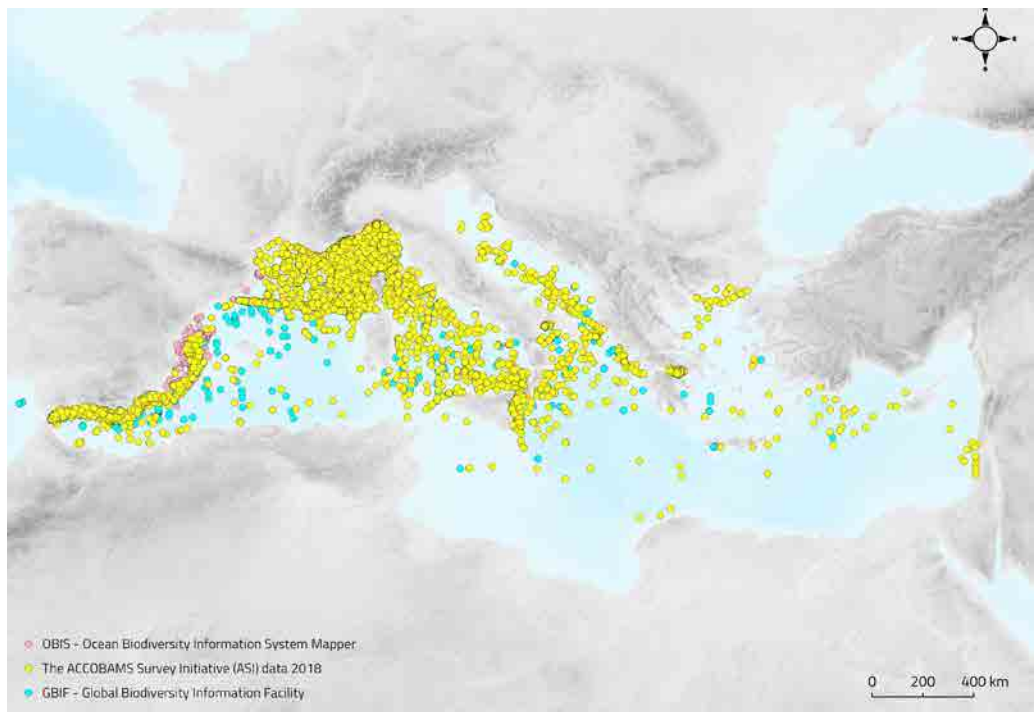 W
E
OBIS - Ocean Biodiversity Information System Mapper
The ACCOBAMS Survey Initiative (ASI) data 2018
GBIF - Global Biodiversity Information Facility
0 200 400 km